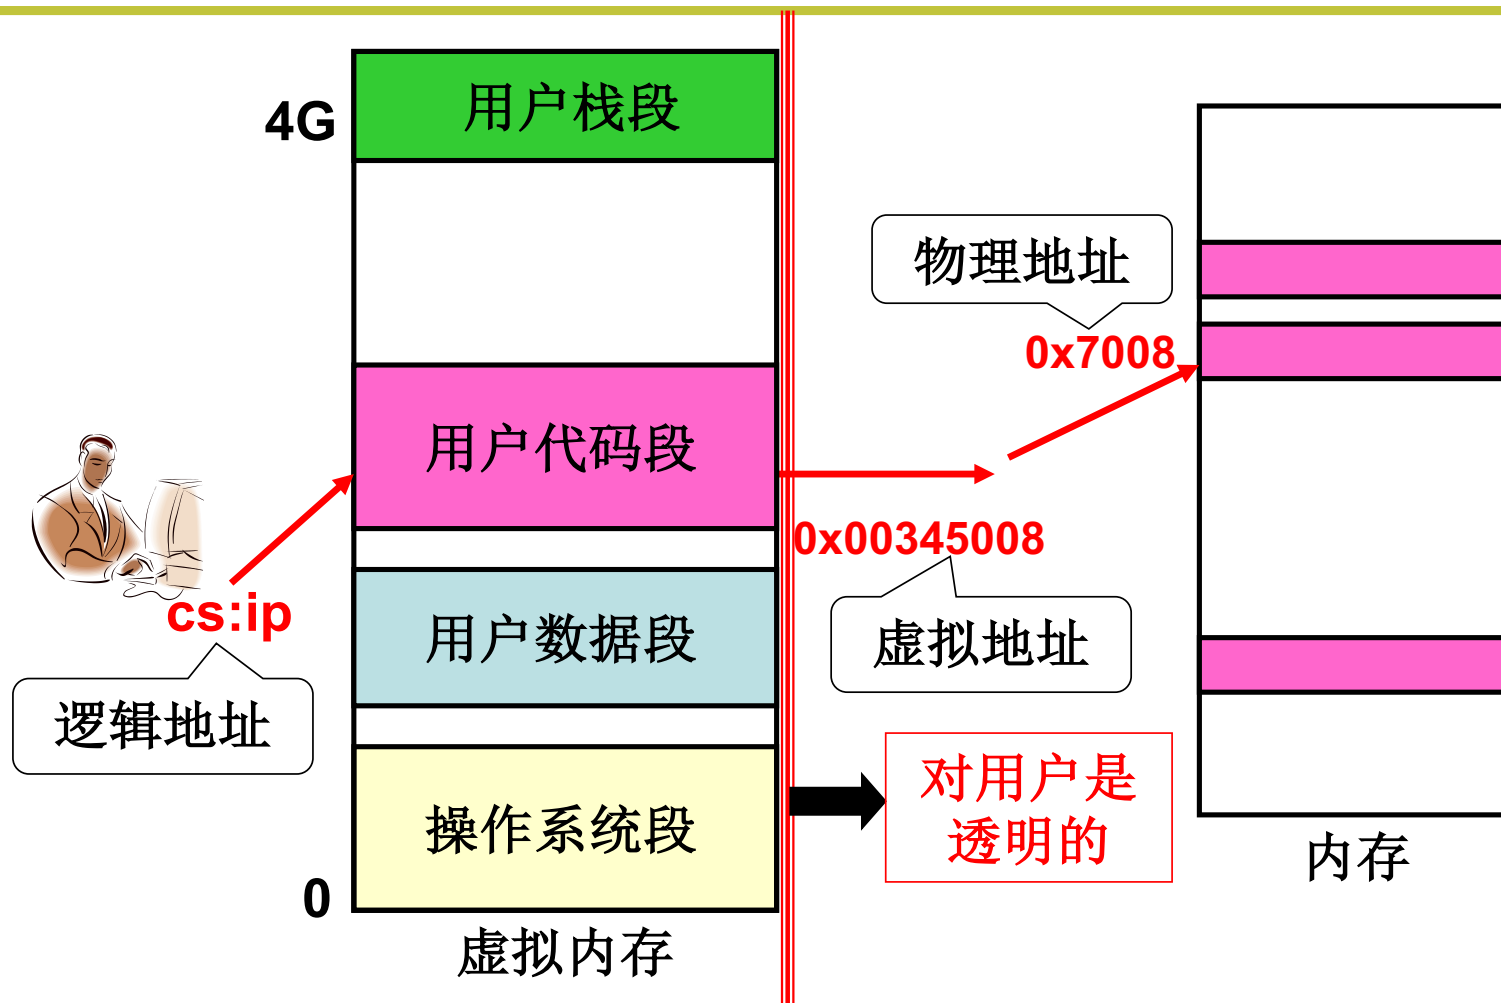 4G
用户栈段
物理地址
0x7008
用户代码段
0x00345008
cs:ip
用户数据段
虚拟地址
逻辑地址
对用户是
透明的
操作系统段
内存
0
虚拟内存